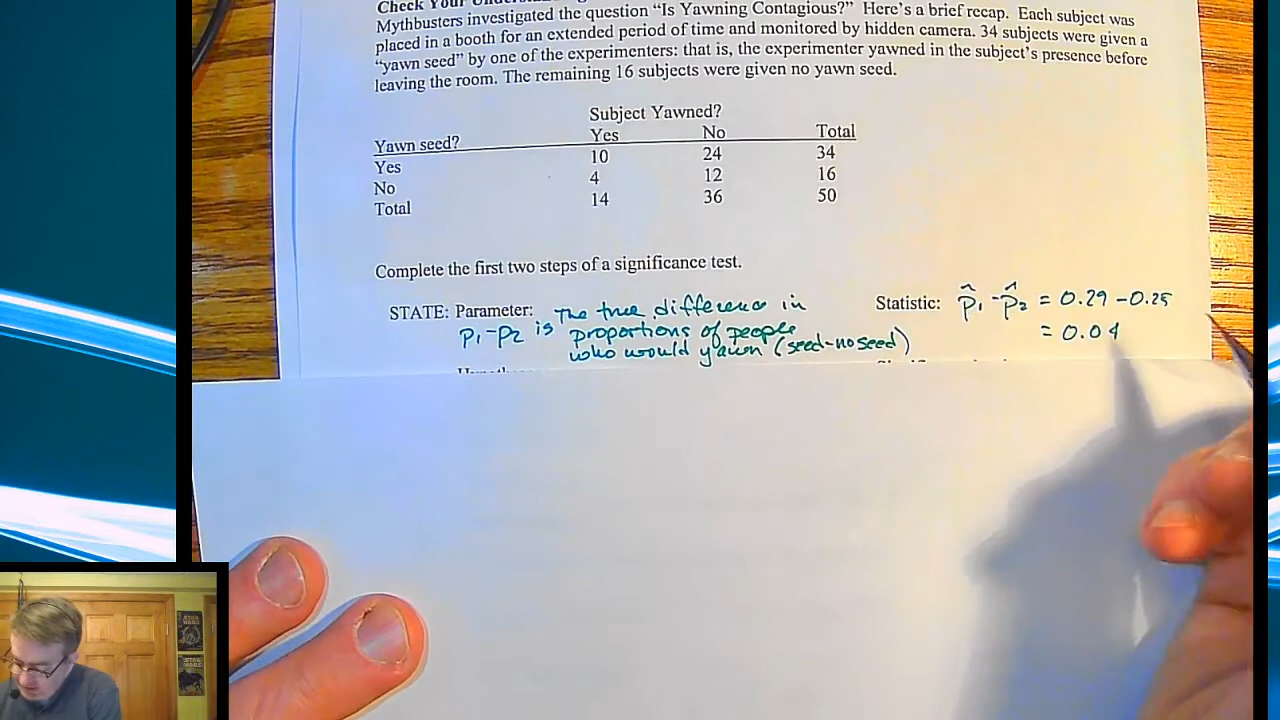 Check Your
Mythbusters investigated the question “Is Yawning Contagious?” Here’s a brief recap. Each subject was
placed in a booth for an extended period of time and monitored by hidden camera. 34 subjects were given a
“yawn seed” by one of the experimenters: that is, the experimenter yawned in the subject’s presence before
leaving the room. The remaining 16 subjects were given no yawn seed.
Subject Yawned?
Yawn seed? Yes No Total
Yes 10 24 34
No 4 12 16
Total 14 36 50
Complete the first two steps of a significance test.
STATE: Parameter: The true difference in
p₁-p₂ is proportions of people
who would yawn (seed-no seed)
Statistic: p̂₁-p̂₂ = 0.29-0.25
= 0.04
STAR WARS
STAR WARS